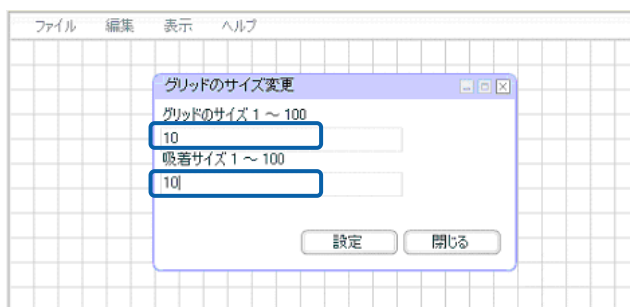 ファイル 編集 表示 ヘルプ
グリッドのサイズ変更
グリッドのサイズ 1 ～ 100
10
吸着サイズ 1 ～ 100
10
設定 閉じる